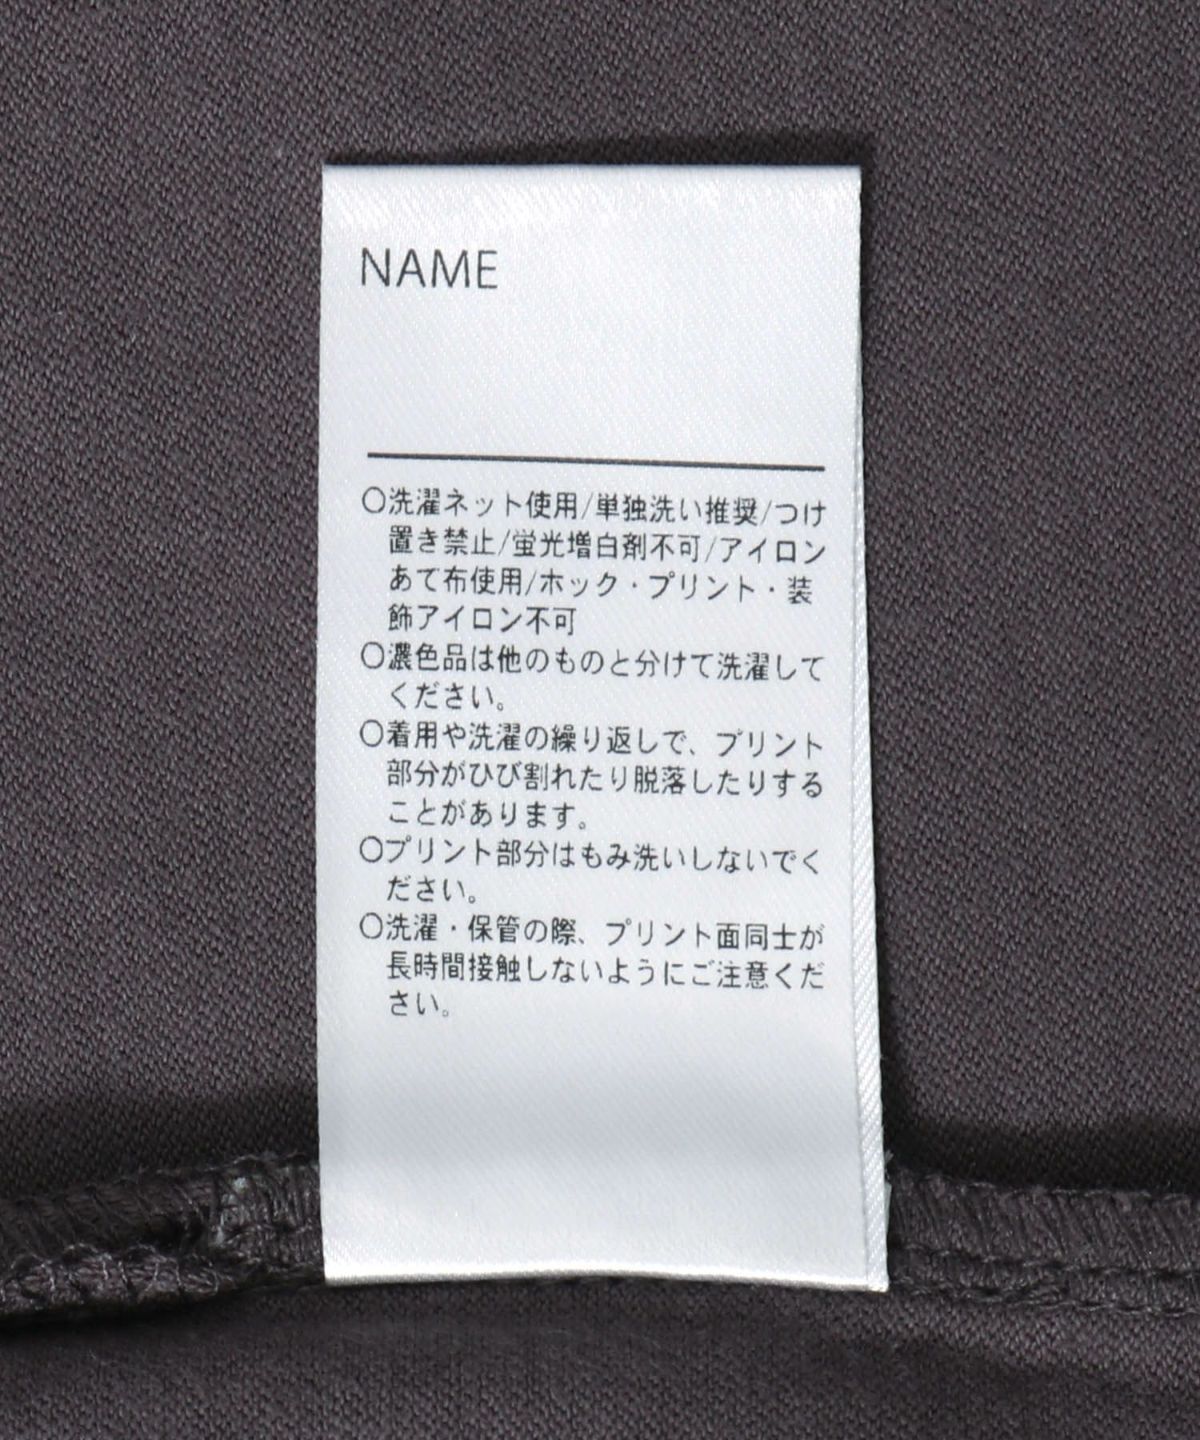 NAME
〇洗濯ネット使用/単独洗い推奨/つけ
置き禁止/蛍光増白剤不可/アイロン
あて布使用/ホック・プリント・装
飾アイロン不可
〇濃色品は他のものと分けて洗濯して
ください。
〇着用や洗濯の繰り返しで、プリント
部分がひび割れたり脱落したりする
ことがあります。
〇プリント部分はもみ洗いしないでく
ださい。
〇洗濯・保管の際、プリント面同士が
長時間接触しないようにご注意くだ
さい。